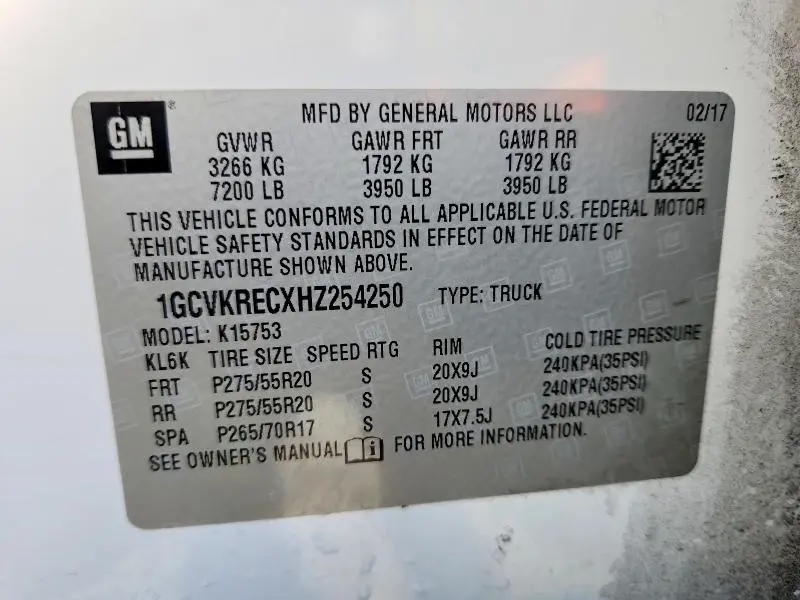 GM ® MFD BY GENERAL MOTORS LLC 02/17
GVWR GAWR FRT GAWR RR
3266 KG 1792 KG 1792 KG
7200 LB 3950 LB 3950 LB
THIS VEHICLE CONFORMS TO ALL APPLICABLE U.S. FEDERAL MOTOR
VEHICLE SAFETY STANDARDS IN EFFECT ON THE DATE OF
MANUFACTURE SHOWN ABOVE.
1GCVKRECXHZ254250 TYPE: TRUCK
MODEL: K15753
KL6K TIRE SIZE SPEED RTG RIM COLD TIRE PRESSURE
FRT P275/55R20 S 20X9J 240KPA(35PSI)
RR P275/55R20 S 20X9J 240KPA(35PSI)
SPA P265/70R17 S 17X7.5J 240KPA(35PSI)
SEE OWNER'S MANUAL i FOR MORE INFORMATION.